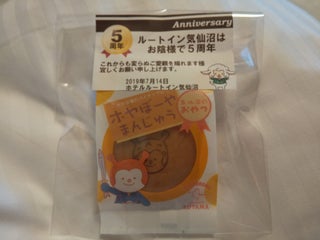 Anniversary
5
周年
ルートイン気仙沼は
お陰様で5周年
これからも変らぬご愛顧を賜れます様
宜しくお願い申し上げます。
2019年7月14日
ホテルルートイン気仙沼
ホヤぼーや
まんじゅう
おやつ